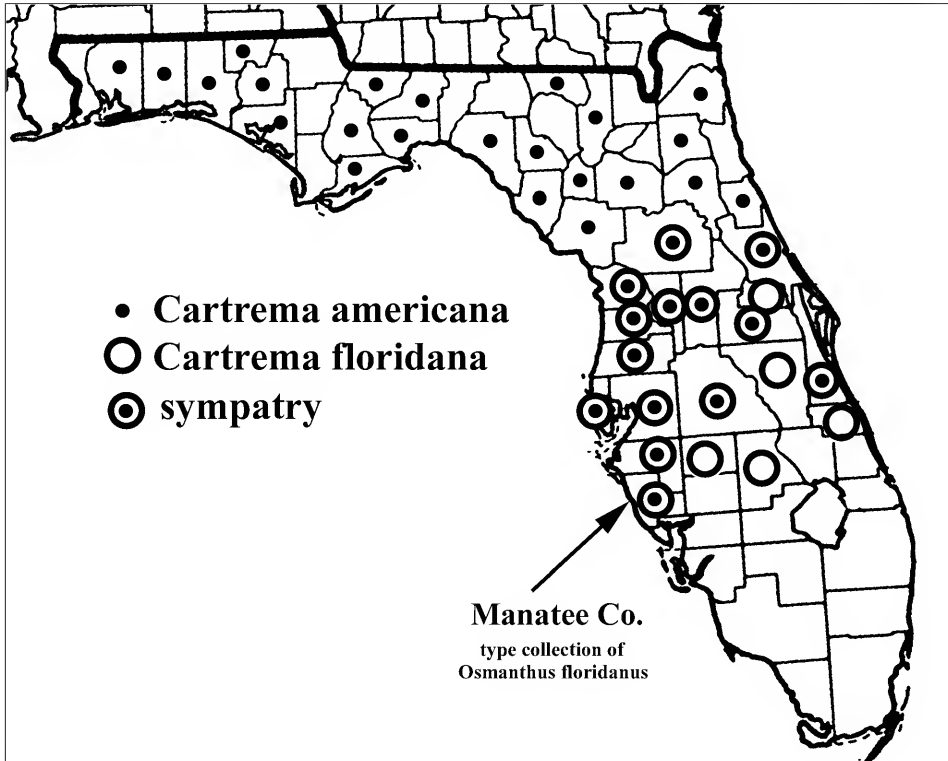 Cartrema americana
Cartrema floridana
sympatry
Manatee Co.
type collection of
Osmanthus floridanus